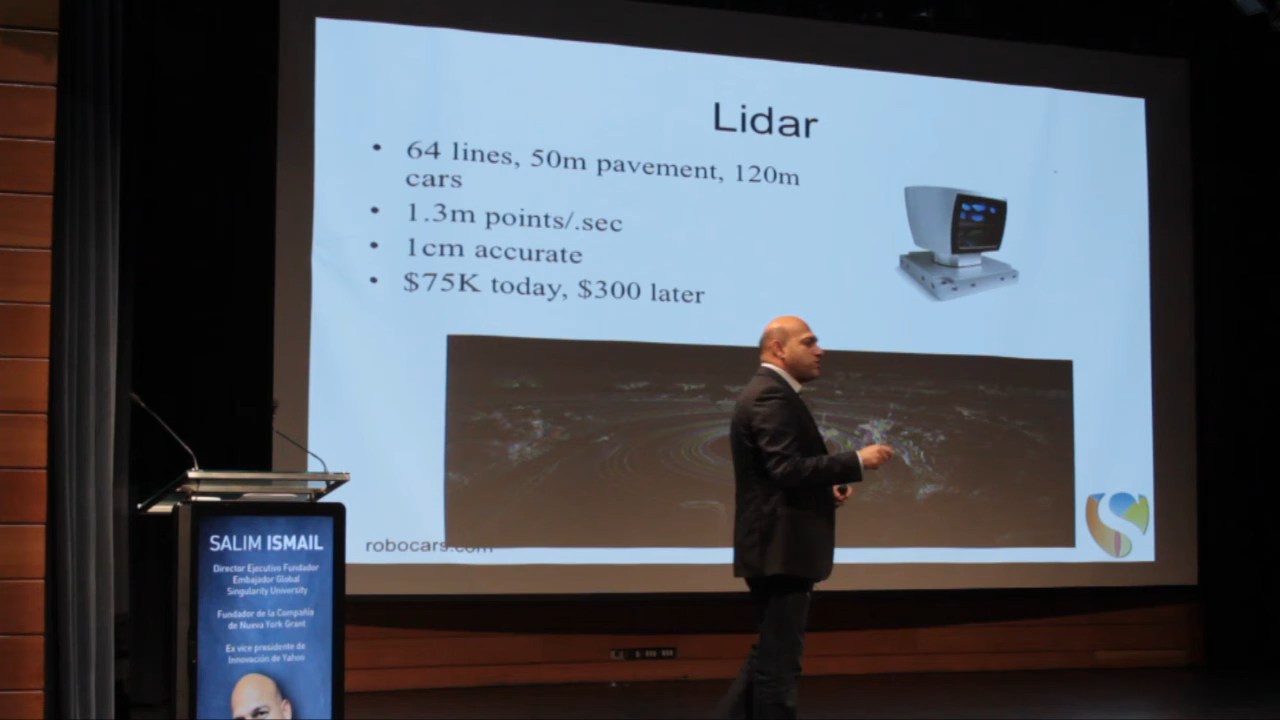 Lidar
• 64 lines, 50m pavement, 120m
cars
• 1.3m points/.sec
• 1cm accurate
• $75K today, $300 later
robocars.com
S
SALIM ISMAIL
Director Ejecutivo Fundador
Embajador Global
Singularity University
Fundador de la Compañía
de Nueva York Grant
Ex vice presidente de
Innovación de Yahoo